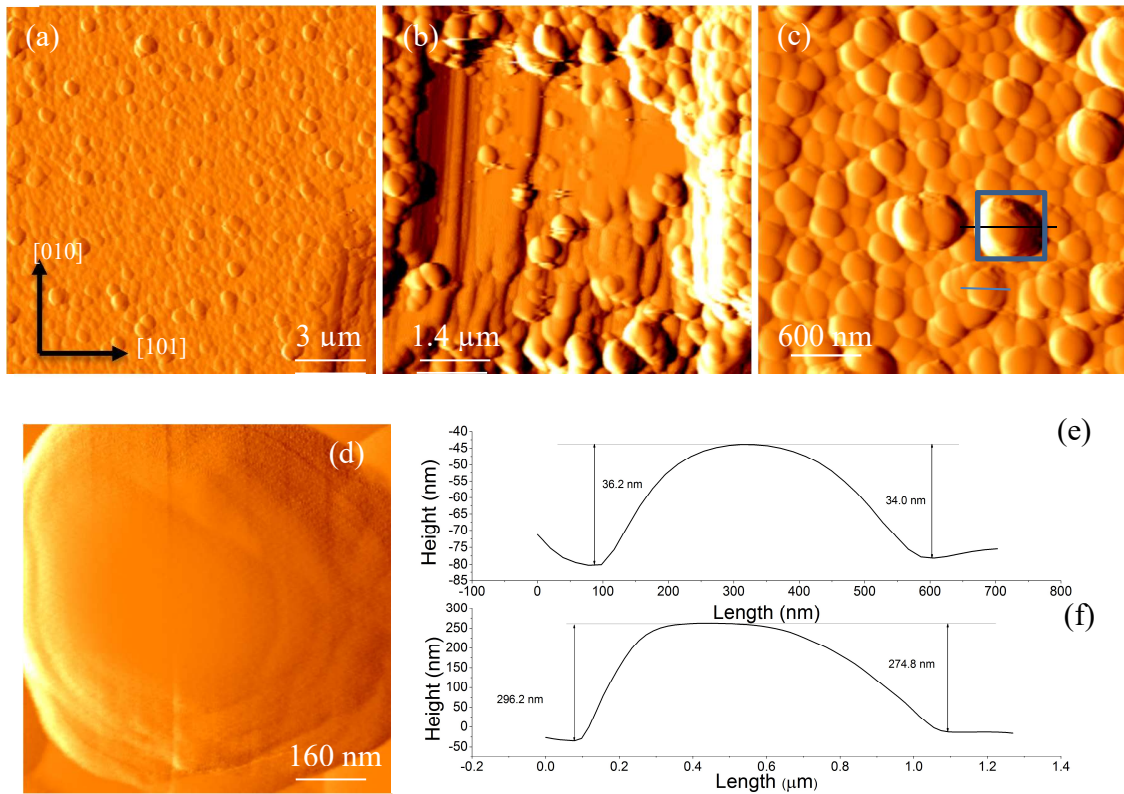 (a)
[010]
[101]
3 μm
(b)
1.4 μm
(c)
600 nm
(d)
160 nm
(e)
-40
-45
-50
-55
-60
-65
-70
-75
-80
-85
Height (nm)
36.2 nm
34.0 nm
-100 0 100 200 300 400 500 600 700 800
Length (nm)
(f)
300
250
200
150
100
50
0
-50
Height (nm)
296.2 nm
274.8 nm
-0.2 0.0 0.2 0.4 0.6 0.8 1.0 1.2 1.4
Length (μm)